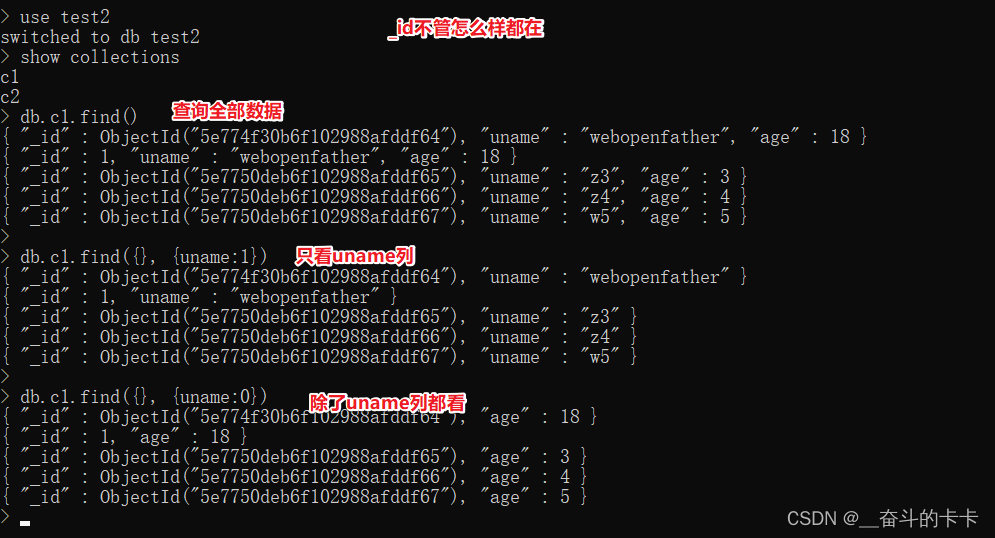 > use test2
_id不管怎么样都在
switched to db test2
> show collections
c1
c2
> db.c1.find()
查询全部数据
{ "_id" : ObjectId("5e774f30b6f102988afddf64"), "uname" : "webopenfather", "age" : 18 }
{ "_id" : 1, "uname" : "webopenfather", "age" : 18 }
{ "_id" : ObjectId("5e7750deb6f102988afddf65"), "uname" : "z3", "age" : 3 }
{ "_id" : ObjectId("5e7750deb6f102988afddf66"), "uname" : "z4", "age" : 4 }
{ "_id" : ObjectId("5e7750deb6f102988afddf67"), "uname" : "w5", "age" : 5 }
>
> db.c1.find({}, {uname:1})
只看uname列
{ "_id" : ObjectId("5e774f30b6f102988afddf64"), "uname" : "webopenfather" }
{ "_id" : 1, "uname" : "webopenfather" }
{ "_id" : ObjectId("5e7750deb6f102988afddf65"), "uname" : "z3" }
{ "_id" : ObjectId("5e7750deb6f102988afddf66"), "uname" : "z4" }
{ "_id" : ObjectId("5e7750deb6f102988afddf67"), "uname" : "w5" }
>
> db.c1.find({}, {uname:0})
除了uname列都看
{ "_id" : ObjectId("5e774f30b6f102988afddf64"), "age" : 18 }
{ "_id" : 1, "age" : 18 }
{ "_id" : ObjectId("5e7750deb6f102988afddf65"), "age" : 3 }
{ "_id" : ObjectId("5e7750deb6f102988afddf66"), "age" : 4 }
{ "_id" : ObjectId("5e7750deb6f102988afddf67"), "age" : 5 }
>
CSDN @__奋斗的卡卡